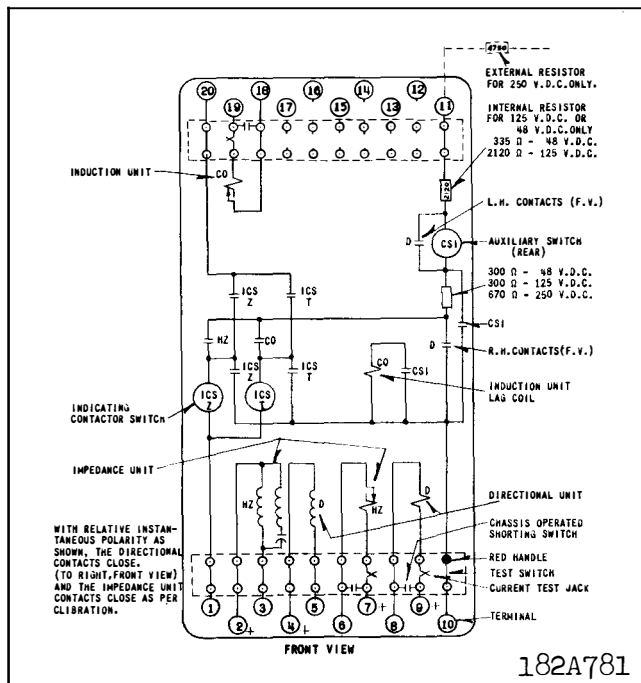 4750
EXTERNAL RESISTOR
FOR 250 V.D.C.ONLY.
20
19
18
17
16
15
14
13
12
11
INTERNAL RESISTOR
FOR 125 V.D.C. OR
48 V.D.C.ONLY
335 Ω - 48 V.D.C.
2120 Ω - 125 V.D.C.
INDUCTION UNIT
CO
2120
L.H. CONTACTS (F.V.)
D
CS1
AUXILIARY SWITCH
(REAR)
300 Ω - 48 V.D.C.
300 Ω - 125 V.D.C.
670 Ω - 250 V.D.C.
ICS
Z
ICS
T
CS1
HZ
CO
D
R.H.CONTACTS(F.V.)
ICS
Z
ICS
T
CO
CS1
INDUCTION UNIT
LAG COIL
INDICATING
CONTACTOR SWITCH
ICS
Z
ICS
T
IMPEDANCE UNIT
HZ
D
HZ
D
DIRECTIONAL UNIT
CHASSIS OPERATED
SHORTING SWITCH
WITH RELATIVE INSTAN-
TANEOUS POLARITY AS
SHOWN, THE DIRECTIONAL
CONTACTS CLOSE.
(TO RIGHT,FRONT VIEW)
AND THE IMPEDANCE UNIT
CONTACTS CLOSE AS PER
CLIBRATION.
RED HANDLE
TEST SWITCH
CURRENT TEST JACK
1
2 +
3
4 +
5
6
7 +
8
9 +
10
TERMINAL
FRONT VIEW
182A781